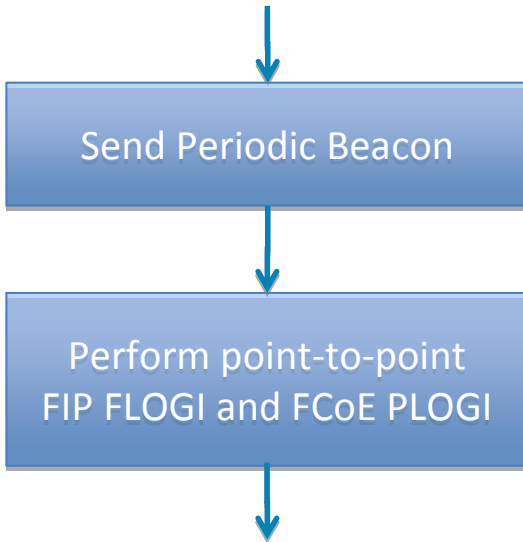 Send Periodic Beacon
Perform point-to-point
FIP FLOGI and FCoE PLOGI